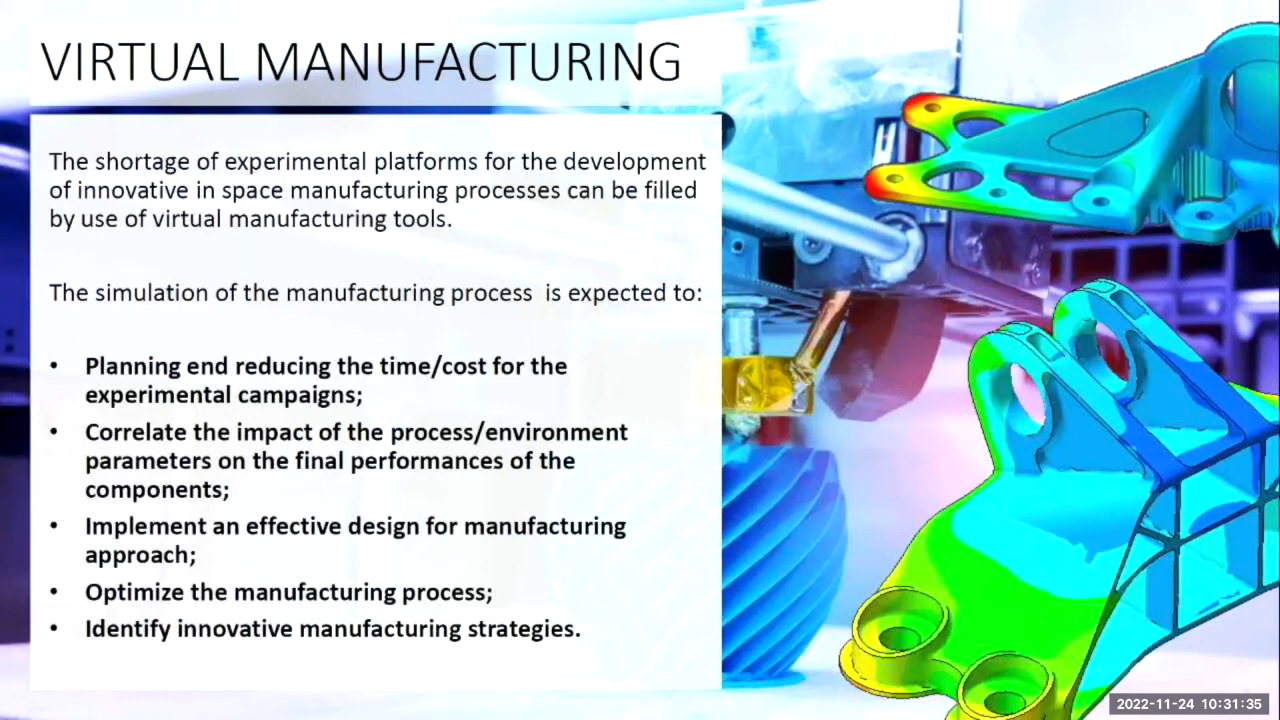 VIRTUAL MANUFACTURING
The shortage of experimental platforms for the development
of innovative in space manufacturing processes can be filled
by use of virtual manufacturing tools.
The simulation of the manufacturing process  is expected to:
• Planning end reducing the time/cost for the
experimental campaigns;
• Correlate the impact of the process/environment
parameters on the final performances of the
components;
• Implement an effective design for manufacturing
approach;
• Optimize the manufacturing process;
• Identify innovative manufacturing strategies.
2022-11-24 10:31:35